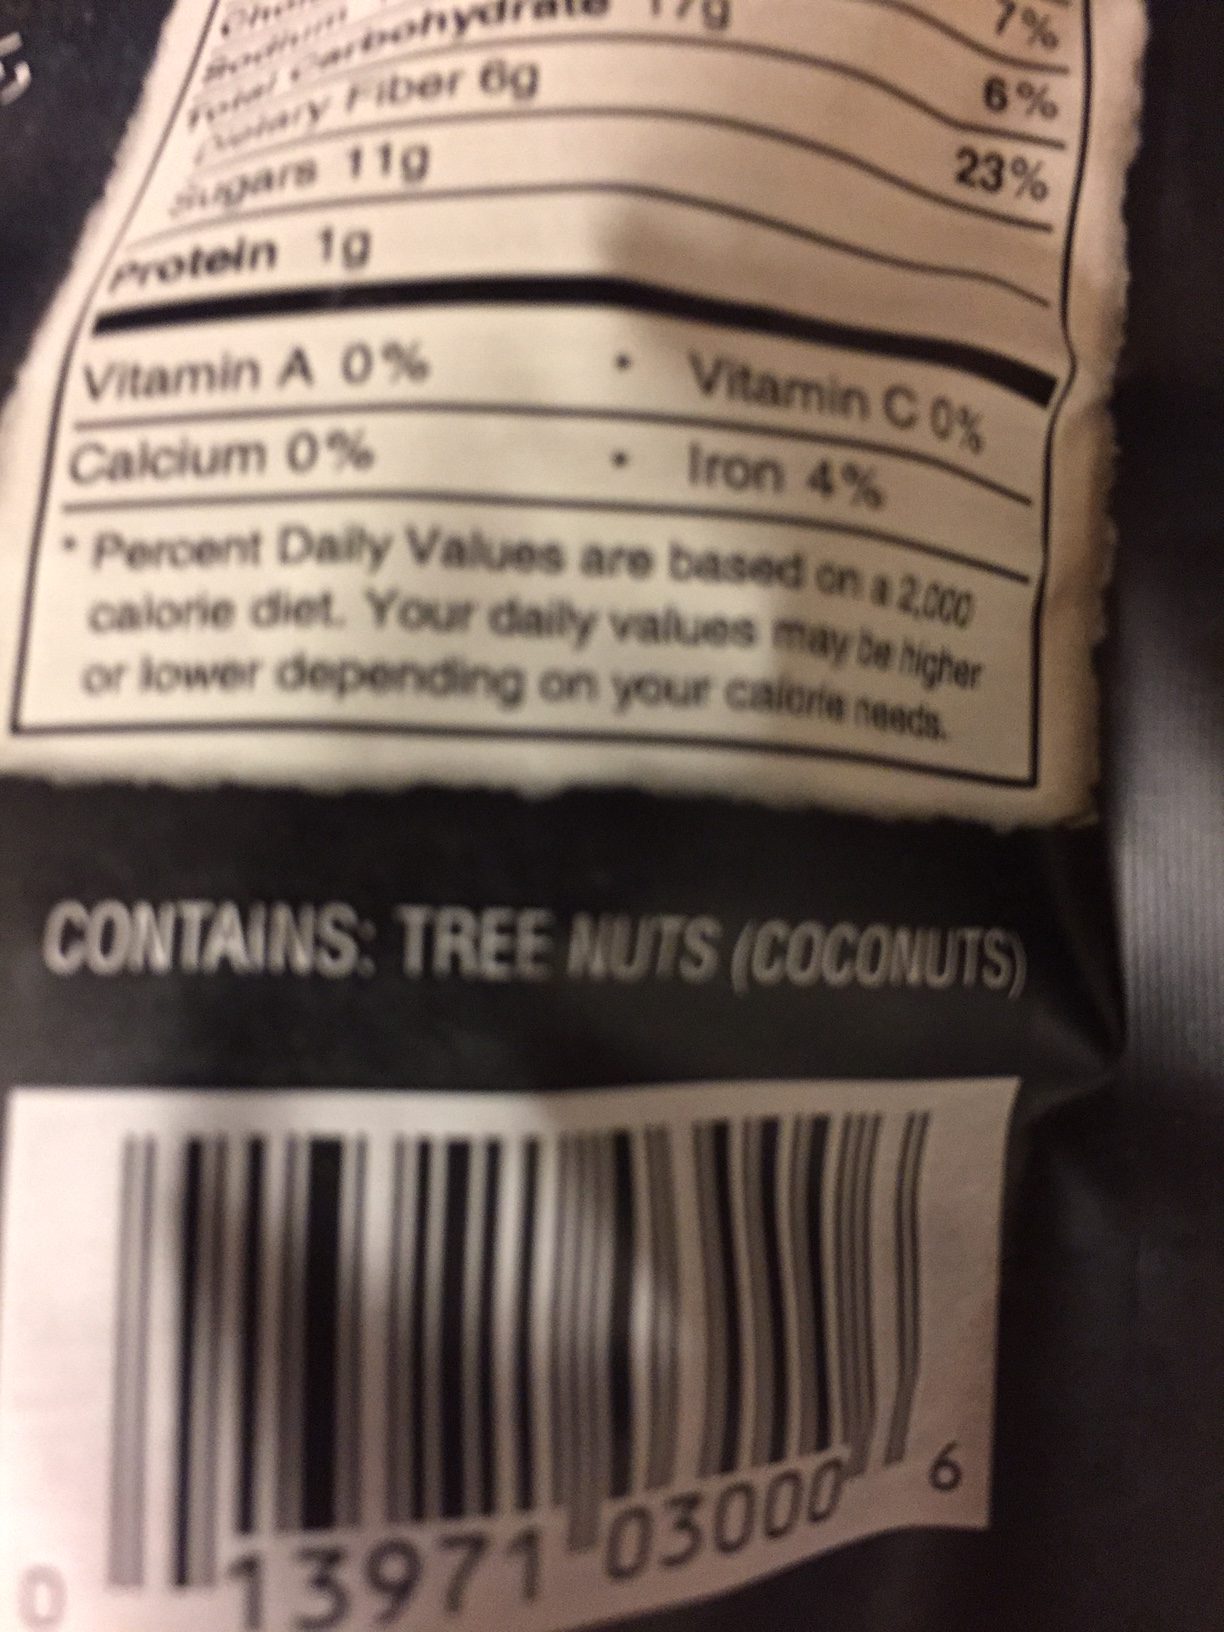 Sodium 7%
Total Carbohydrate 17g 6%
Dietary Fiber 6g 23%
Sugars 11g
Protein 1g
Vitamin A 0% • Vitamin C 0%
Calcium 0% • Iron 4%
* Percent Daily Values are based on a 2,000
calorie diet. Your daily values may be higher
or lower depending on your calorie needs.
CONTAINS: TREE NUTS (COCONUTS)
0 13971 03000 6